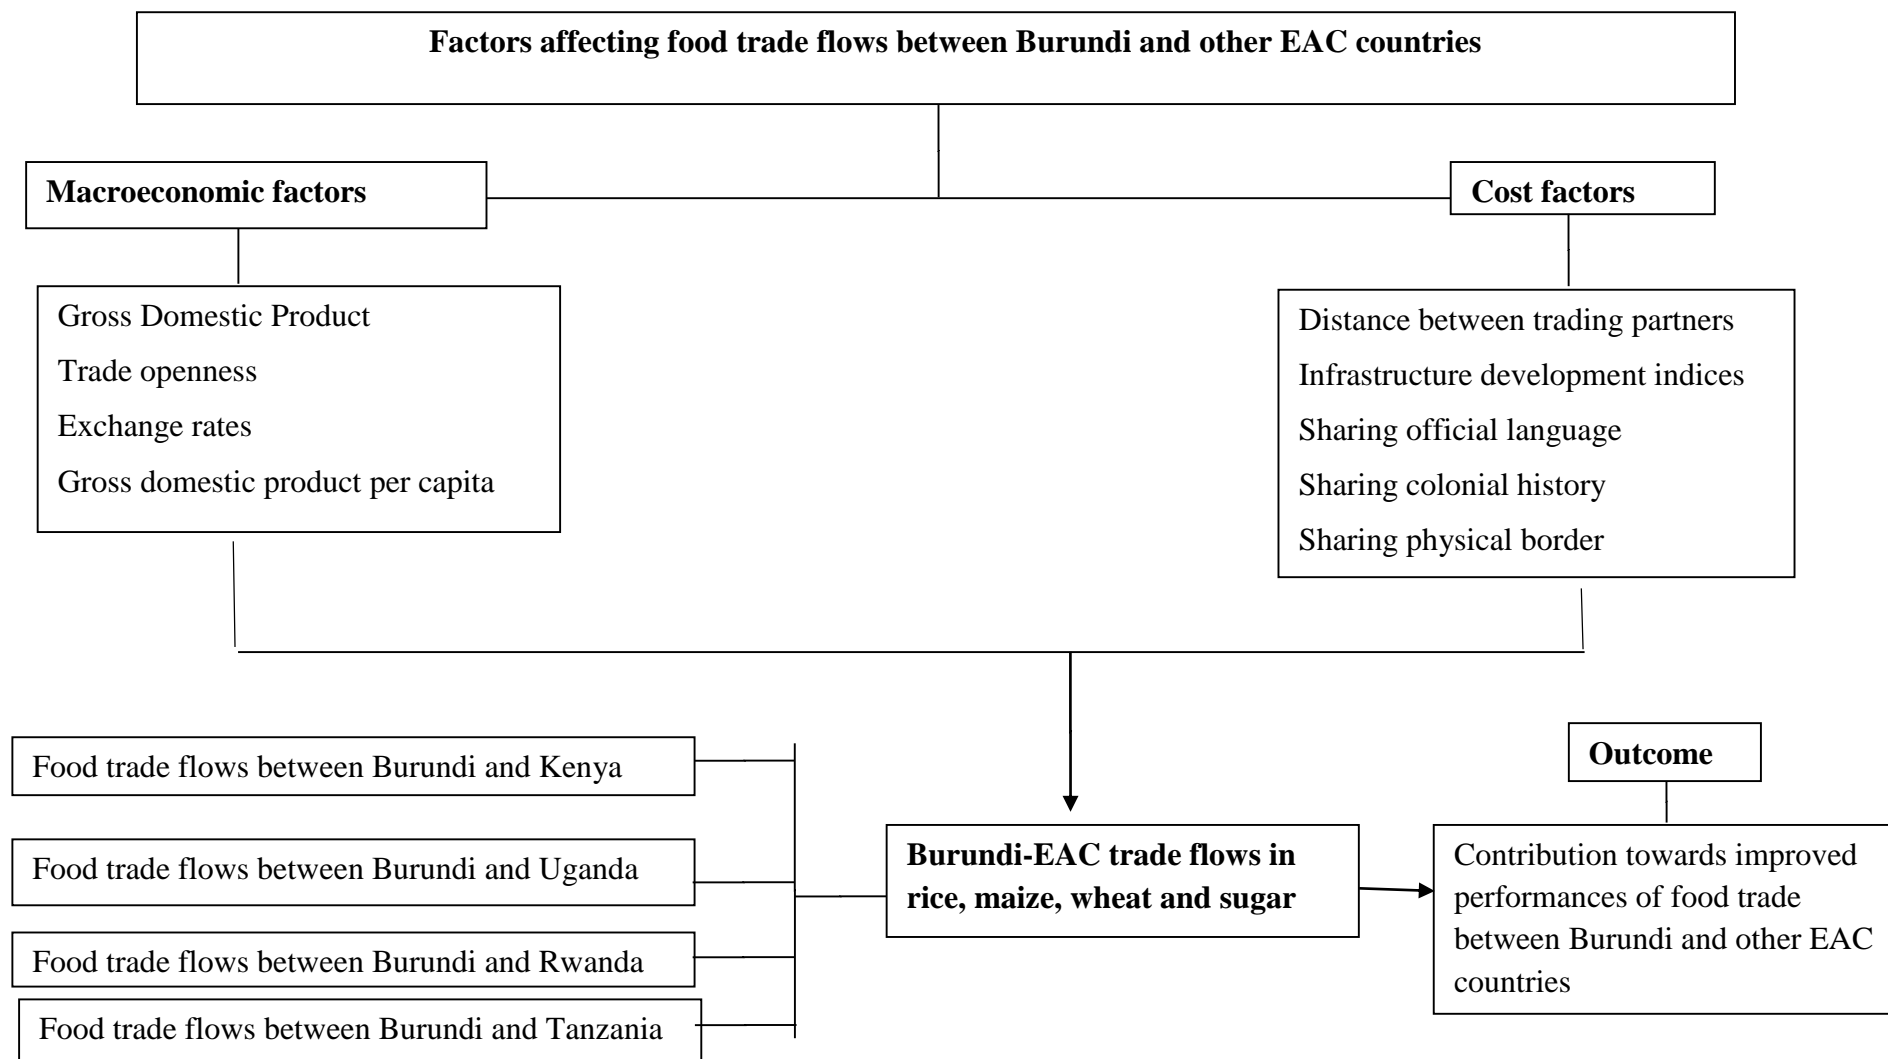 Factors affecting food trade flows between Burundi and other EAC countries
Macroeconomic factors
Cost factors
Gross Domestic Product
Trade openness
Exchange rates
Gross domestic product per capita
Distance between trading partners
Infrastructure development indices
Sharing official language
Sharing colonial history
Sharing physical border
Food trade flows between Burundi and Kenya
Food trade flows between Burundi and Uganda
Food trade flows between Burundi and Rwanda
Food trade flows between Burundi and Tanzania
Burundi-EAC trade flows in
rice, maize, wheat and sugar
Outcome
Contribution towards improved
performances of food trade
between Burundi and other EAC
countries